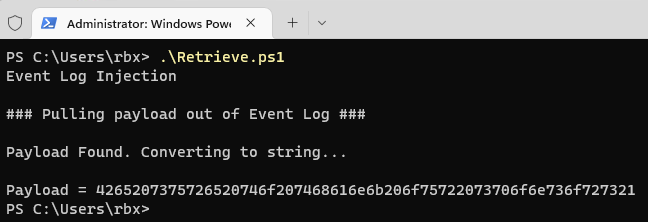 Administrator: Windows Powe
PS C:\Users\rbx> .\Retrieve.ps1
Event Log Injection
### Pulling payload out of Event Log ###
Payload Found. Converting to string...
Payload = 4265207375726520746f207468616e6b206f75722073706f6e736f727321
PS C:\Users\rbx>